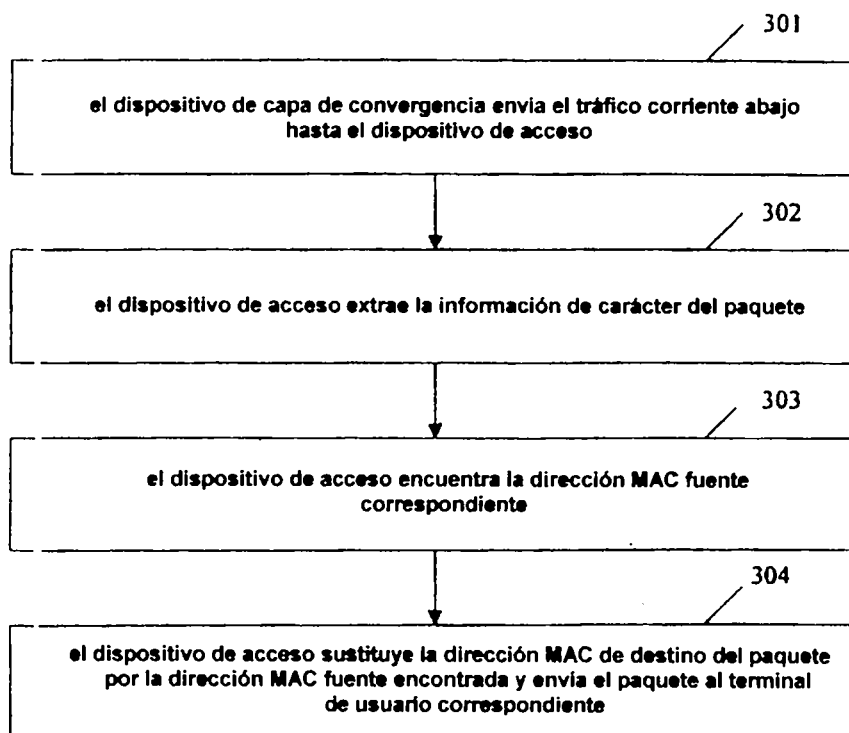 301
el dispositivo de capa de convergencia envia el tráfico corriente abajo
hasta el dispositivo de acceso
302
el dispositivo de acceso extrae la información de carácter del paquete
303
el dispositivo de acceso encuentra la dirección MAC fuente
correspondiente
304
el dispositivo de acceso sustituye la dirección MAC de destino del paquete
por la dirección MAC fuente encontrada y envía el paquete al terminal
de usuario correspondiente